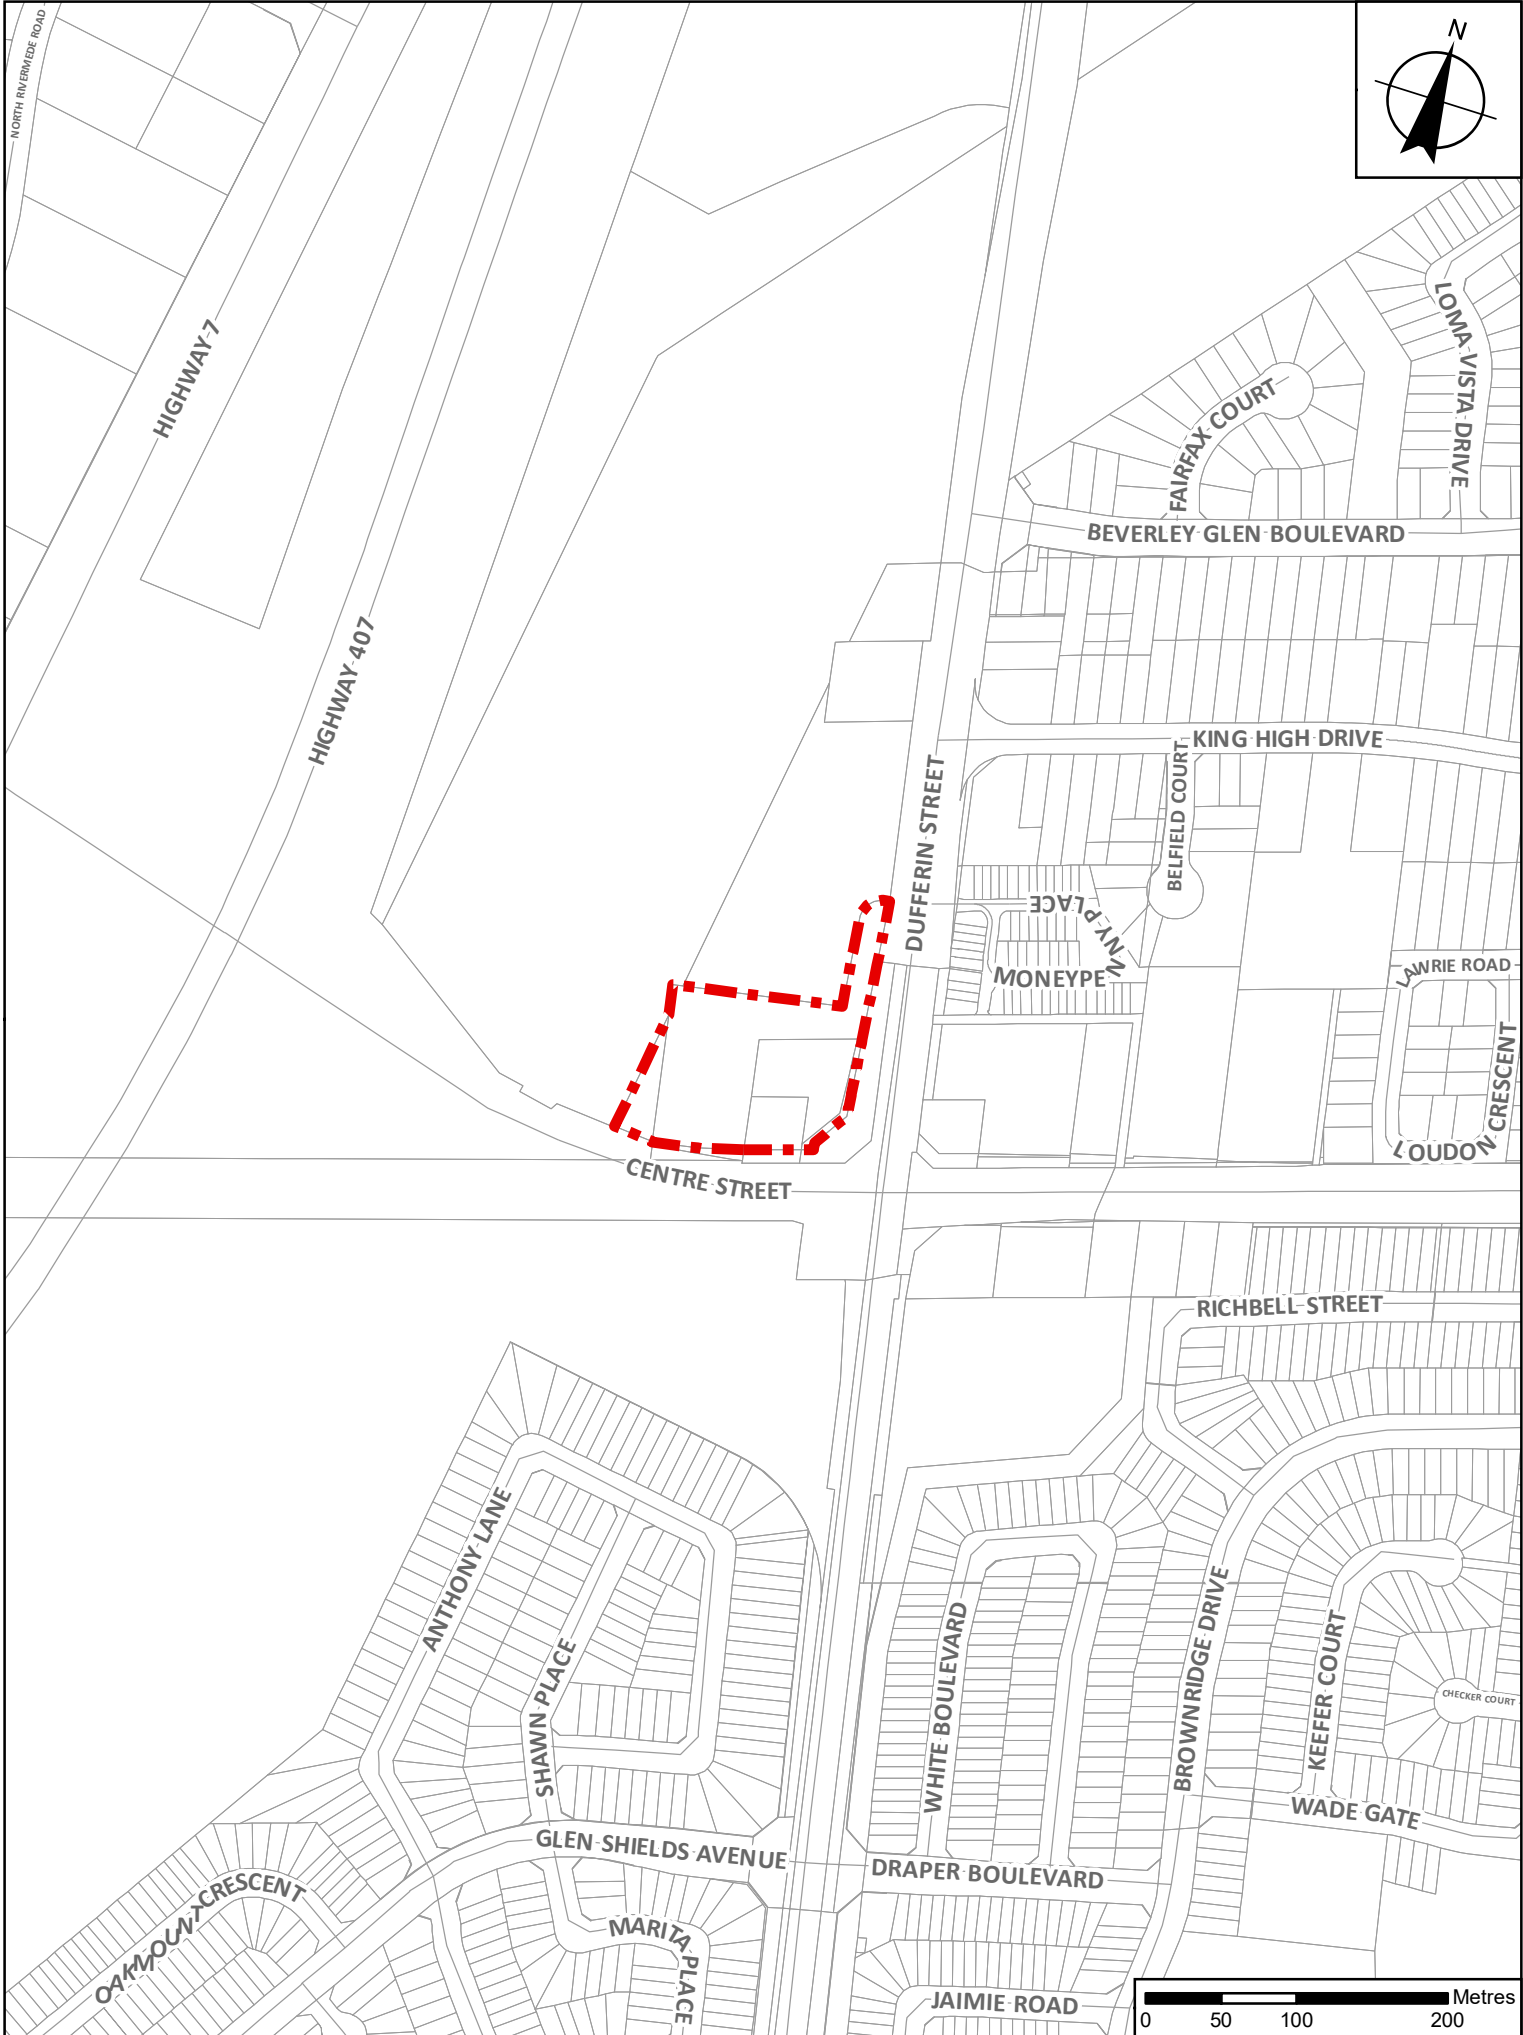 NORTH RIVERMEDE ROAD
N
HIGHWAY 7
LOMA VISTA DRIVE
FAIRFAX COURT
BEVERLEY GLEN BOULEVARD
HIGHWAY 407
KING HIGH DRIVE
BELFIELD COURT
DUFFERIN STREET
MONEYPENNY PLACE
LAWRIE ROAD
LOUDON CRESCENT
CENTRE STREET
RICHBELL STREET
ANTHONY LANE
SHAWN PLACE
WHITE BOULEVARD
BROWNRIDGE DRIVE
KEEFER COURT
CHECKER COURT
WADE GATE
GLEN SHIELDS AVENUE
DRAPER BOULEVARD
OAKMOUNT CRESCENT
MARITA PLACE
JAIMIE ROAD
Metres
0 50 100 200